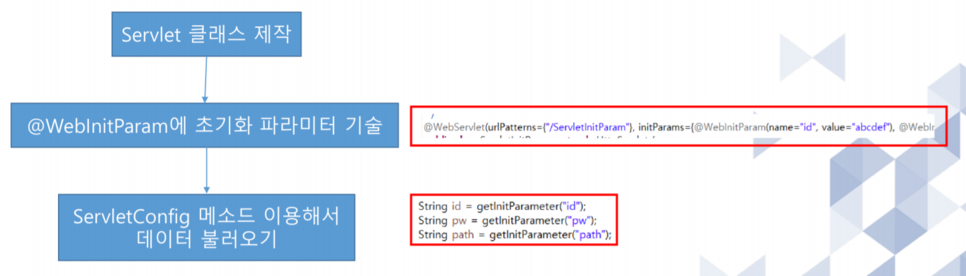 Servlet 클래스 제작
@WebInitParam에 초기화 파라미터 기술
@WebServlet(urlPatterns={"/ServletInitParam"}, initParams={@WebInitParam(name="id", value="abcdef"), @WebIn
ServletConfig 메소드 이용해서
데이터 불러오기
String id = getInitParameter("id");
String pw = getInitParameter("pw");
String path = getInitParameter("path");